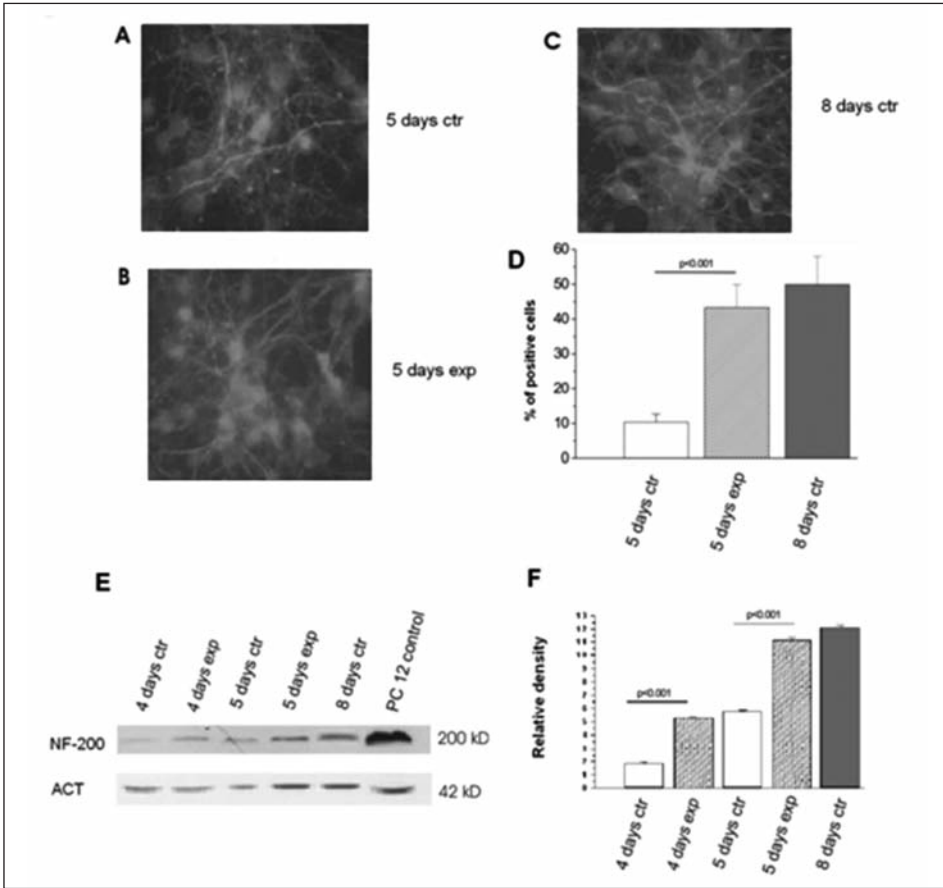 A
5 days ctr
C
8 days ctr
B
5 days exp
D
% of positive cells
60
50
40
30
20
10
0
p<0.001
5 days ctr
5 days exp
8 days ctr
E
4 days ctr
4 days exp
5 days ctr
5 days exp
8 days ctr
PC 12 control
NF-200
200 kD
ACT
42 kD
F
Relative density
p<0.001
p<0.001
4 days ctr
4 days exp
5 days ctr
5 days exp
8 days ctr